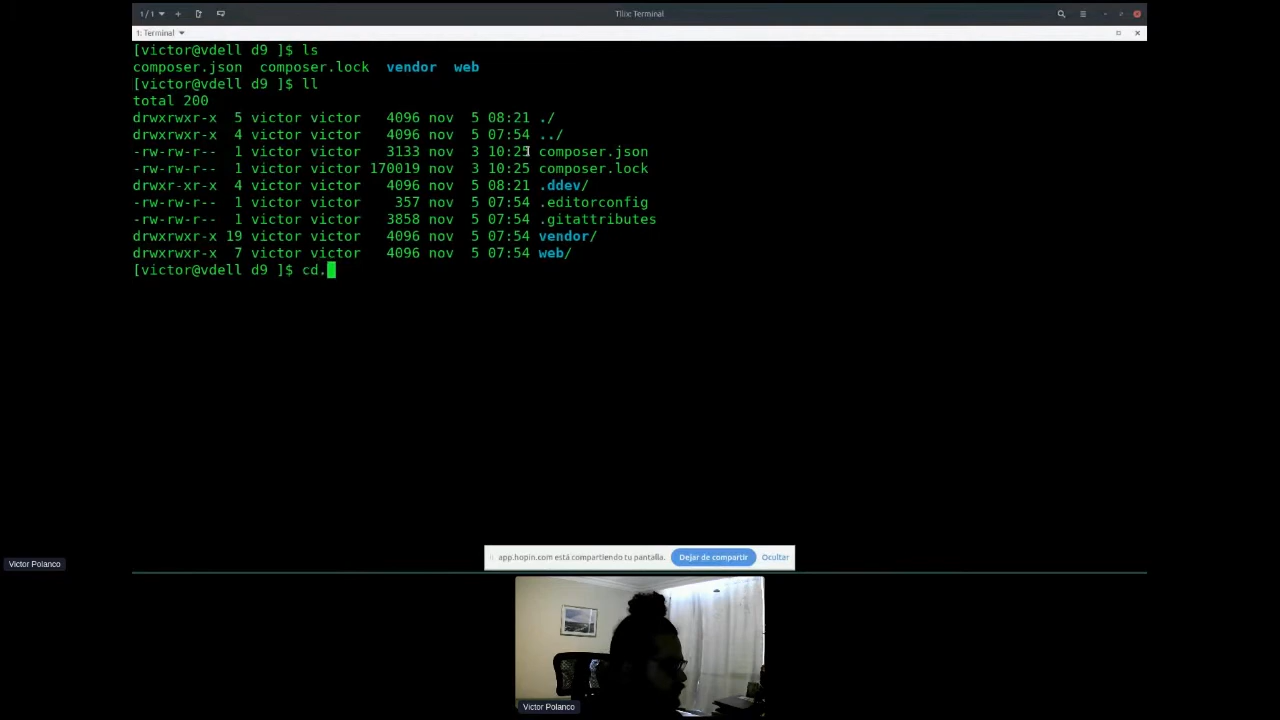 1 / 1
Tilix: Terminal
1: Terminal
[victor@vdell d9 ]$ ls
composer.json  composer.lock  vendor  web
[victor@vdell d9 ]$ ll
total 200
drwxrwxr-x  5 victor victor   4096 nov  5 08:21 ./
drwxrwxr-x  4 victor victor   4096 nov  5 07:54 ../
-rw-rw-r--  1 victor victor   3133 nov  3 10:25 composer.json
-rw-rw-r--  1 victor victor 170019 nov  3 10:25 composer.lock
drwxr-xr-x  4 victor victor   4096 nov  5 08:21 .ddev/
-rw-rw-r--  1 victor victor    357 nov  5 07:54 .editorconfig
-rw-rw-r--  1 victor victor   3858 nov  5 07:54 .gitattributes
drwxrwxr-x 19 victor victor   4096 nov  5 07:54 vendor/
drwxrwxr-x  7 victor victor   4096 nov  5 07:54 web/
[victor@vdell d9 ]$ cd.
app.hopin.com está compartiendo tu pantalla. Dejar de compartir Ocultar
Victor Polanco
Victor Polanco